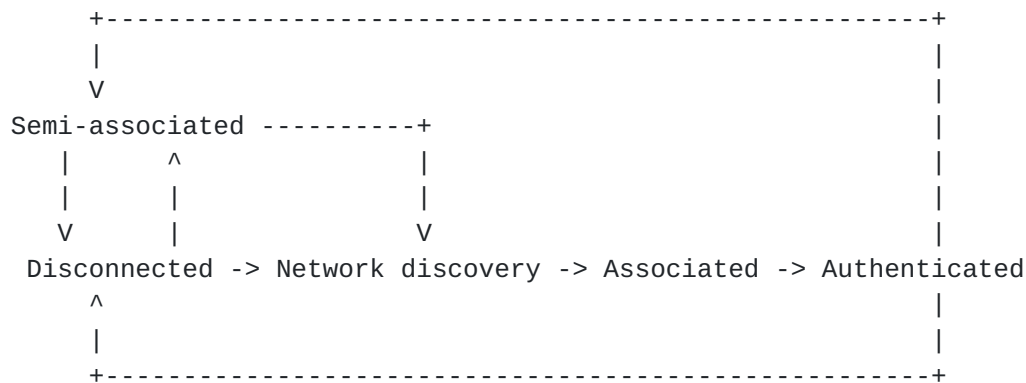 +-----------------------------------------------------+
| |
V |
Semi-associated ----------+ |
| ^ | |
| | | |
V | V |
Disconnected -> Network discovery -> Associated -> Authenticated
^ |
| |
+-----------------------------------------------------+